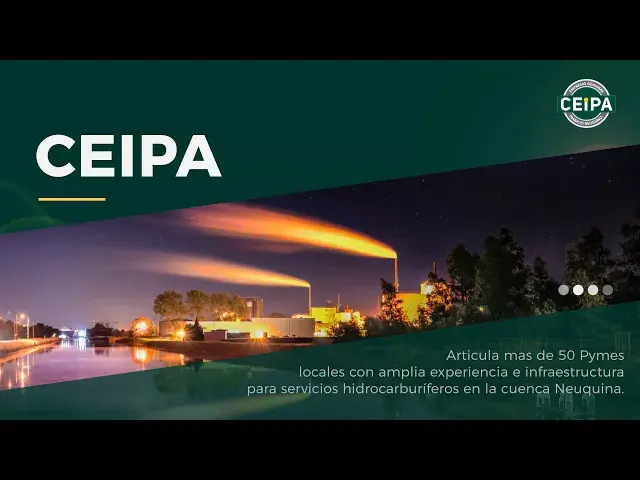 CEIPA
CEIPA
Articula mas de 50 Pymes
locales con amplia experiencia e infraestructura
para servicios hidrocarburíferos en la cuenca Neuquina.